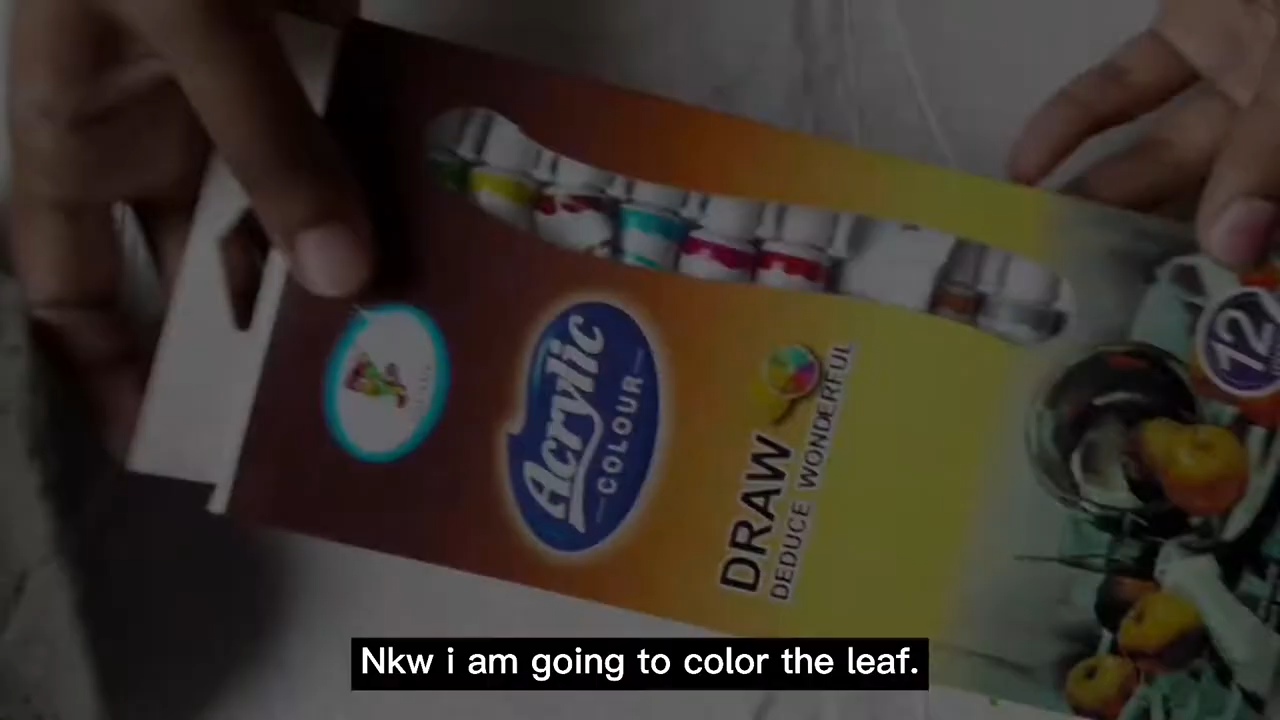 Acrylic
COLOUR
DRAW
DEDUCE WONDERFUL
12
Nkw i am going to color the leaf.